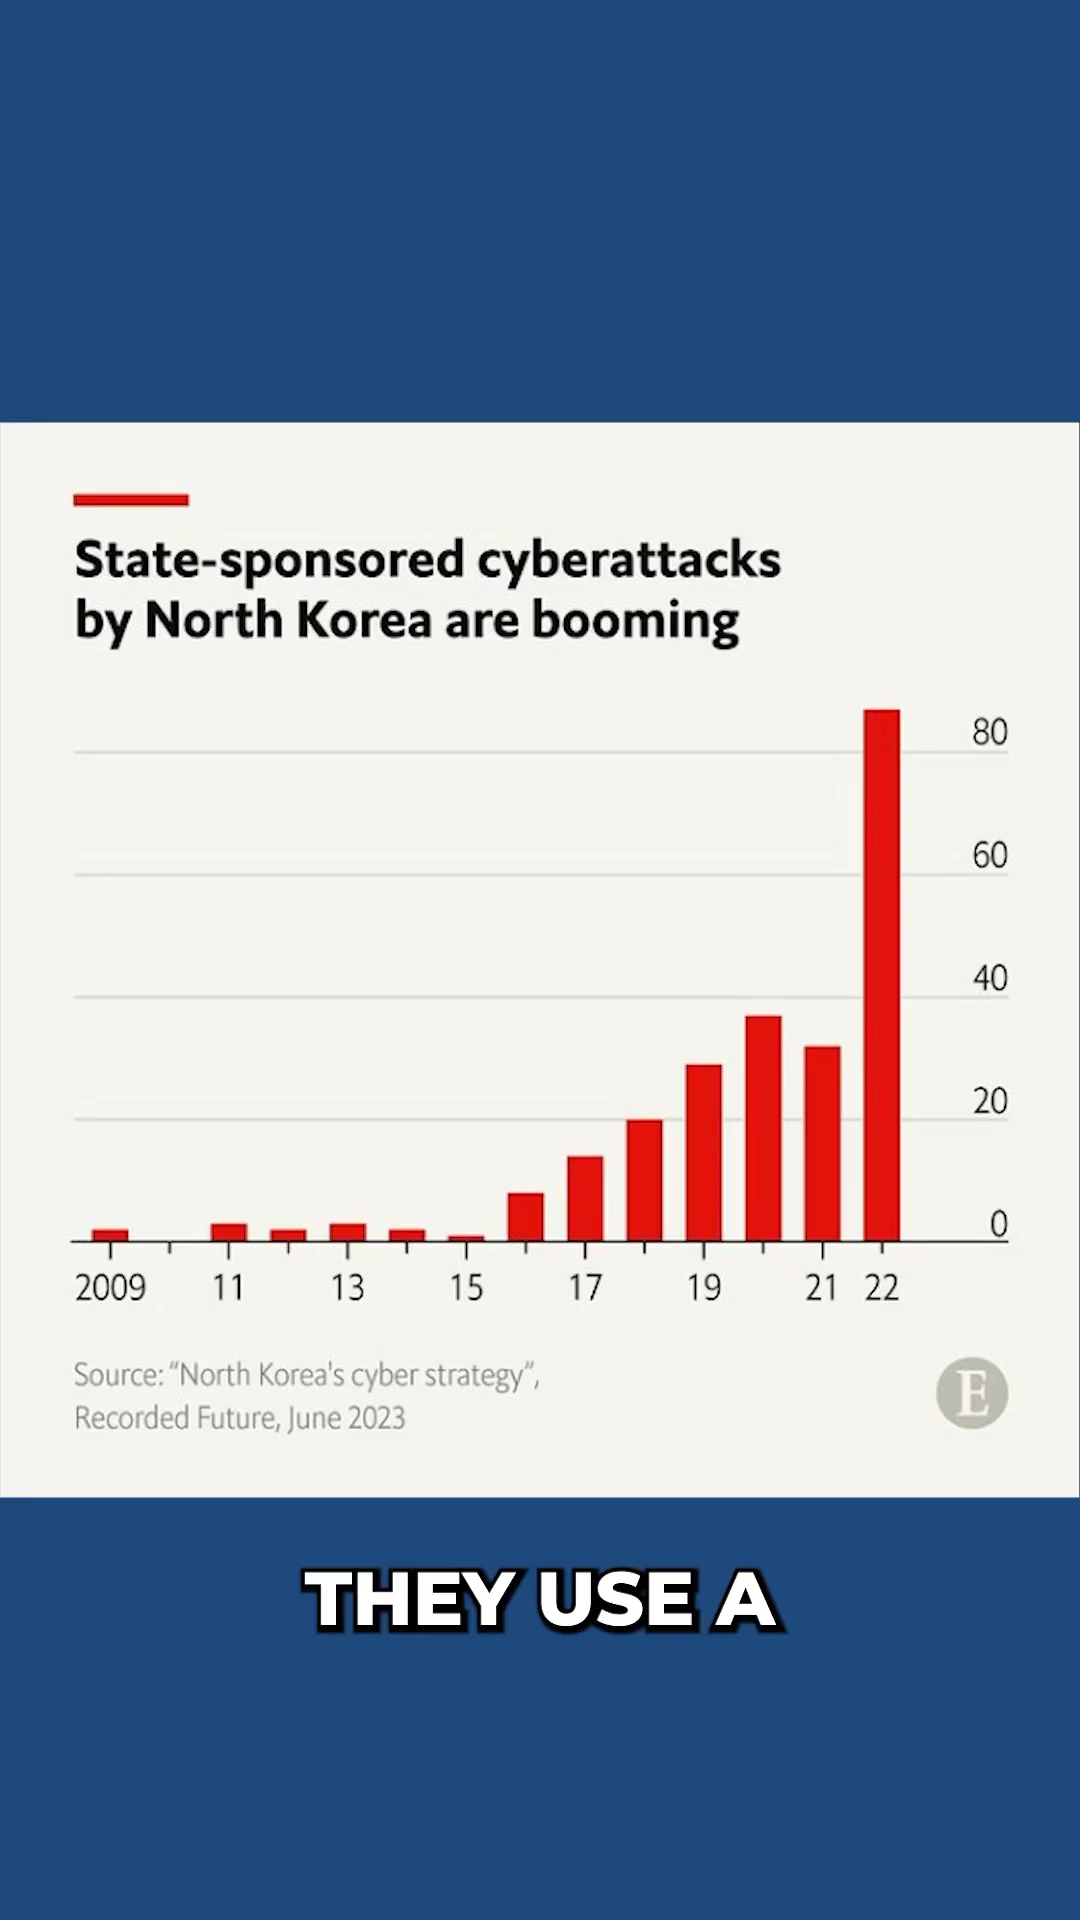 State-sponsored cyberattacks
by North Korea are booming
80
60
40
20
0
2009 11 13 15 17 19 21 22
Source: “North Korea's cyber strategy”,
Recorded Future, June 2023
E
THEY USE A